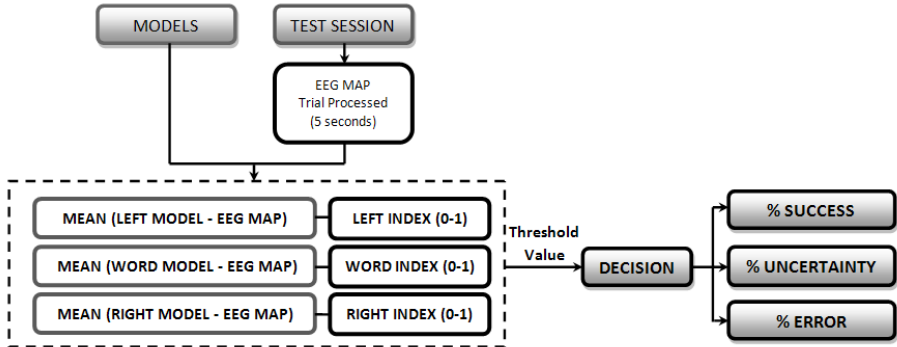 MODELS
TEST SESSION
EEG MAP
Trial Processed
(5 seconds)
MEAN (LEFT MODEL - EEG MAP)
LEFT INDEX (0-1)
MEAN (WORD MODEL - EEG MAP)
WORD INDEX (0-1)
MEAN (RIGHT MODEL - EEG MAP)
RIGHT INDEX (0-1)
Threshold
Value
DECISION
% SUCCESS
% UNCERTAINTY
% ERROR